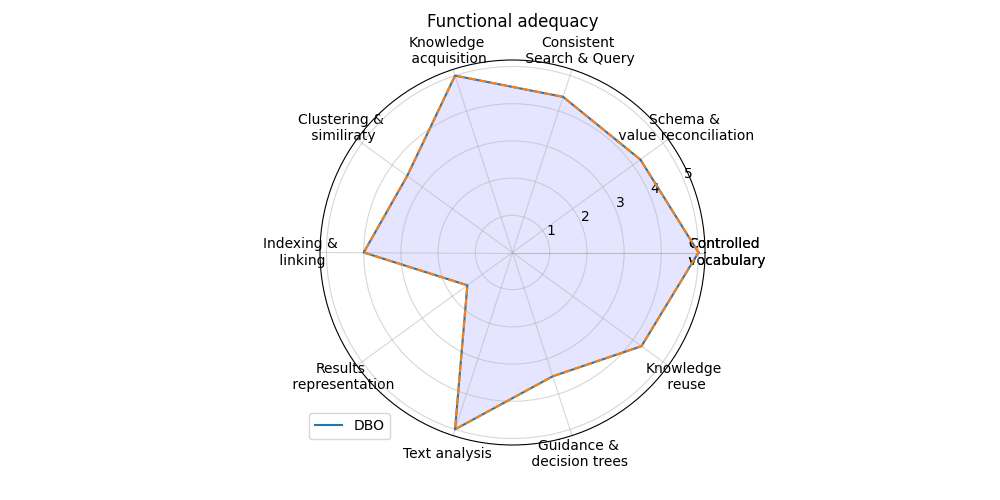 Functional adequacy
Knowledge
acquisition
Consistent
Search & Query
Clustering &
similiraty
Schema &
value reconciliation
5
4
3
2
1
Indexing &
linking
Controlled
vocabulary
Results
representation
Knowledge
reuse
DBO
Text analysis
Guidance &
decision trees